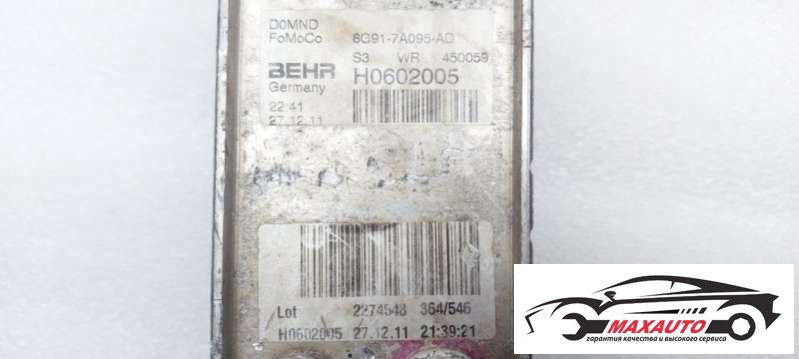 D0MND
FoMoCo 6G91-7A095-AD
S3 WR 450059
BEHR H0602005
Germany
22:41
27.12.11
Lot 2274548 364/546
H0602005 27.12.11 21:39:21
MAXAUTO
гарантия качества и высокого сервиса